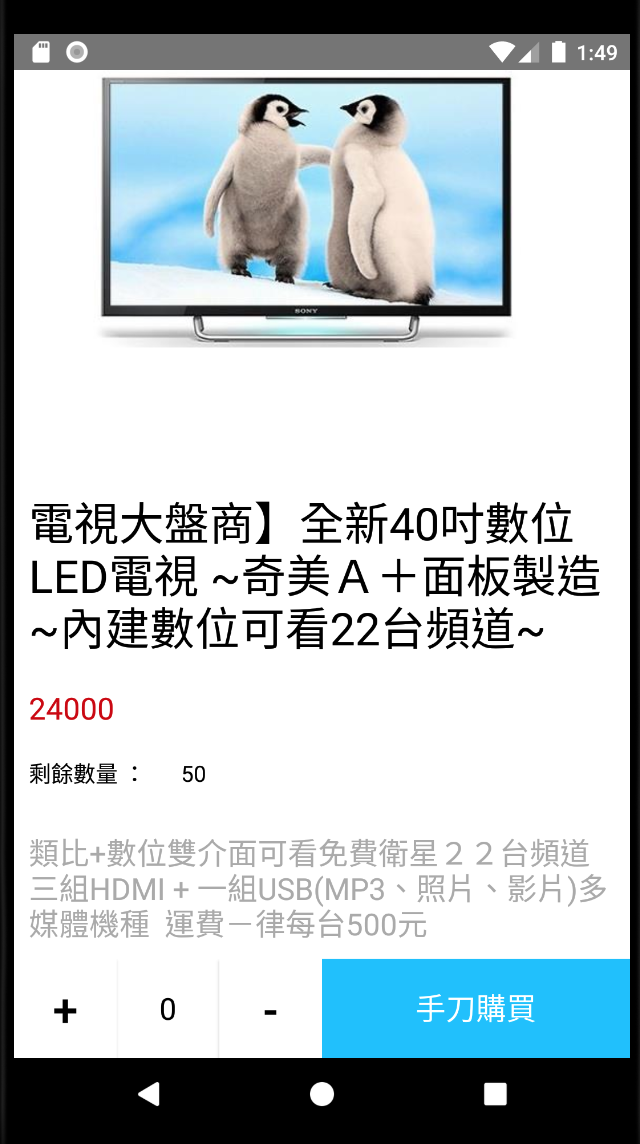 1:49
SONY
電視大盤商】全新40吋數位
LED電視 ~奇美Ａ＋面板製造
~內建數位可看22台頻道~
24000
剩餘數量 ： 50
類比+數位雙介面可看免費衛星２２台頻道
三組HDMI + 一組USB(MP3、照片、影片)多
媒體機種 運費－律每台500元
+ 0 - 手刀購買